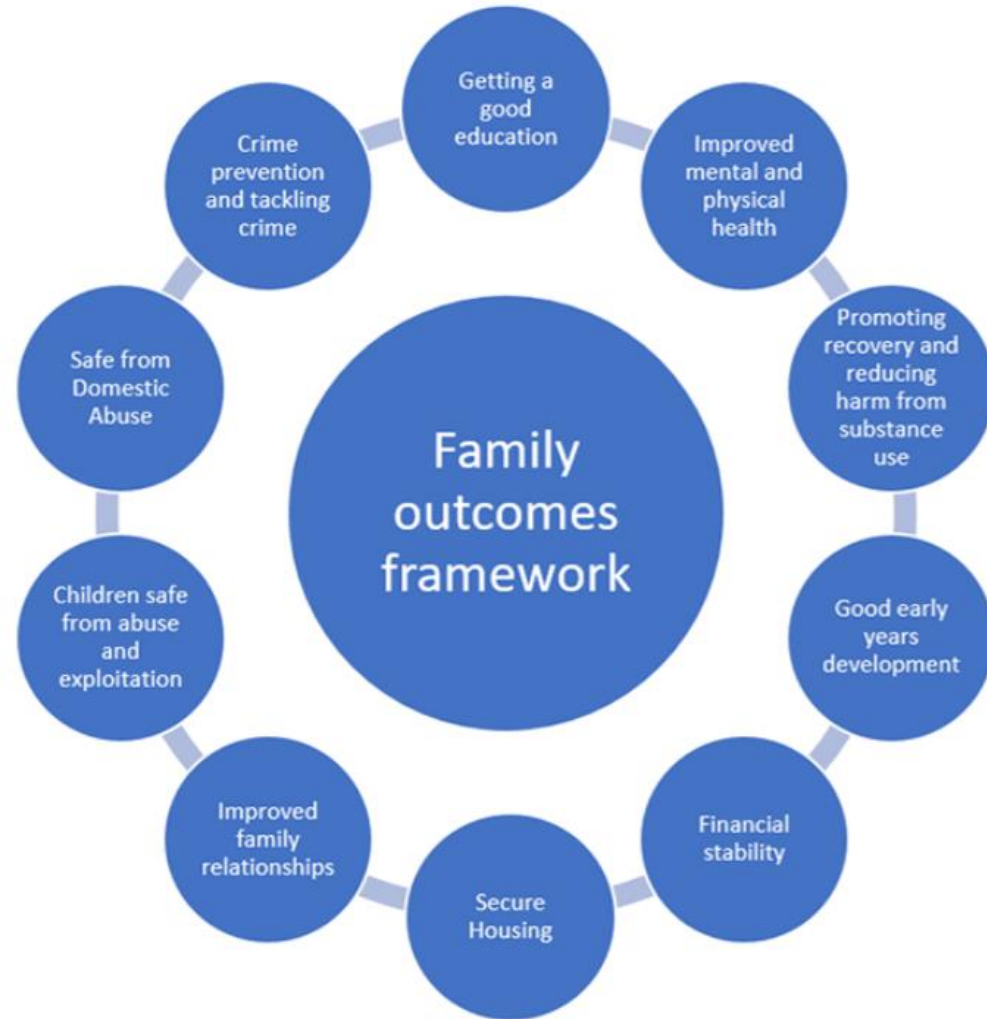 Getting a
good
education
Improved
mental and
physical
health
Promoting
recovery and
reducing
harm from
substance
use
Good early
years
development
Financial
stability
Secure
Housing
Improved
family
relationships
Children safe
from abuse
and
exploitation
Safe from
Domestic
Abuse
Crime
prevention
and tackling
crime
Family
outcomes
framework